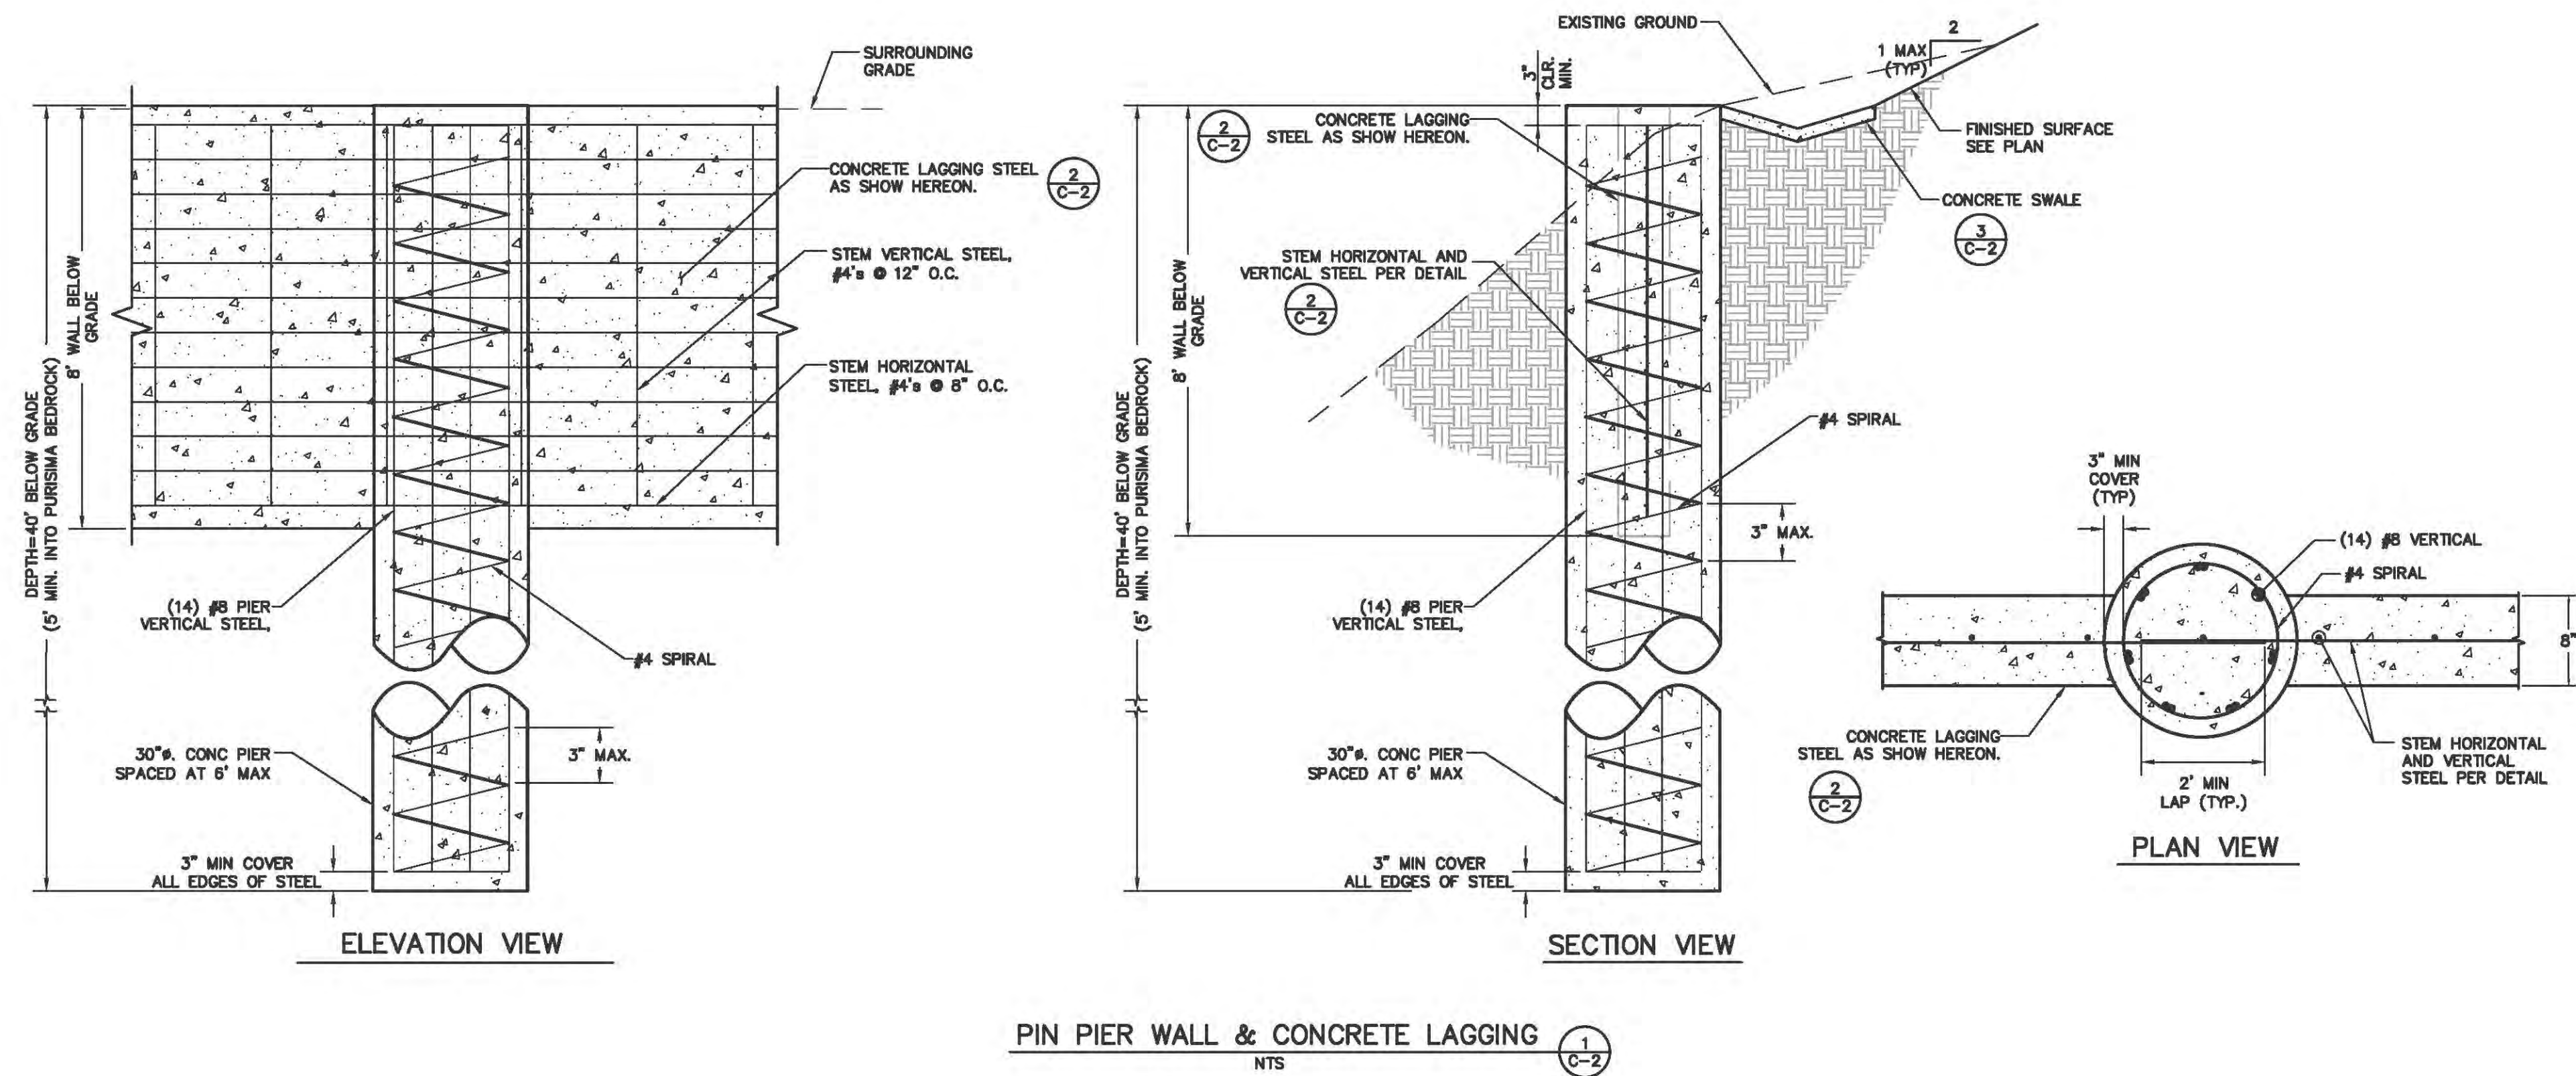 SURROUNDING
GRADE
CONCRETE LAGGING STEEL
AS SHOW HEREON.
2
C-2
STEM VERTICAL STEEL,
#4's @ 12" O.C.
STEM HORIZONTAL
STEEL, #4's @ 8" O.C.
DEPTH=40' BELOW GRADE
(5' MIN. INTO PURISIMA BEDROCK)
8' WALL BELOW
GRADE
(14) #8 PIER
VERTICAL STEEL,
#4 SPIRAL
30"ø. CONC PIER
SPACED AT 6' MAX
3" MAX.
3" MIN COVER
ALL EDGES OF STEEL
ELEVATION VIEW
EXISTING GROUND
2
1 MAX
(TYP)
3"
CLR.
MIN.
2
C-2
CONCRETE LAGGING
STEEL AS SHOW HEREON.
FINISHED SURFACE
SEE PLAN
CONCRETE SWALE
3
C-2
STEM HORIZONTAL AND
VERTICAL STEEL PER DETAIL
2
C-2
8' WALL BELOW
GRADE
DEPTH=40' BELOW GRADE
(5' MIN. INTO PURISIMA BEDROCK)
#4 SPIRAL
3" MAX.
(14) #8 PIER
VERTICAL STEEL,
30"ø. CONC PIER
SPACED AT 6' MAX
3" MIN COVER
ALL EDGES OF STEEL
SECTION VIEW
3" MIN
COVER
(TYP)
(14) #8 VERTICAL
#4 SPIRAL
8"
CONCRETE LAGGING
STEEL AS SHOW HEREON.
2
C-2
2' MIN
LAP (TYP.)
STEM HORIZONTAL
AND VERTICAL
STEEL PER DETAIL
PLAN VIEW
PIN PIER WALL & CONCRETE LAGGING
1
C-2
NTS